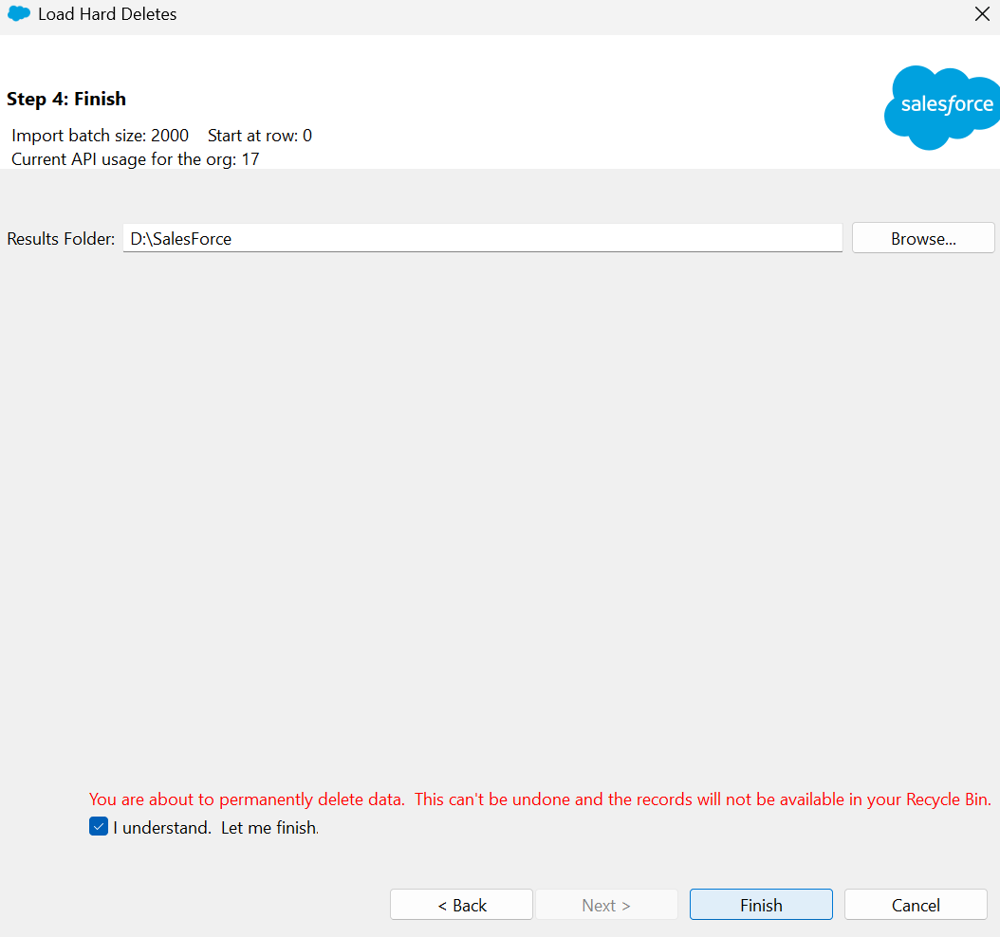 Load Hard Deletes
Step 4: Finish
salesforce
Import batch size: 2000 Start at row: 0
Current API usage for the org: 17
Results Folder: D:\SalesForce Browse...
You are about to permanently delete data. This can't be undone and the records will not be available in your Recycle Bin.
I understand. Let me finish.
< Back Next > Finish Cancel